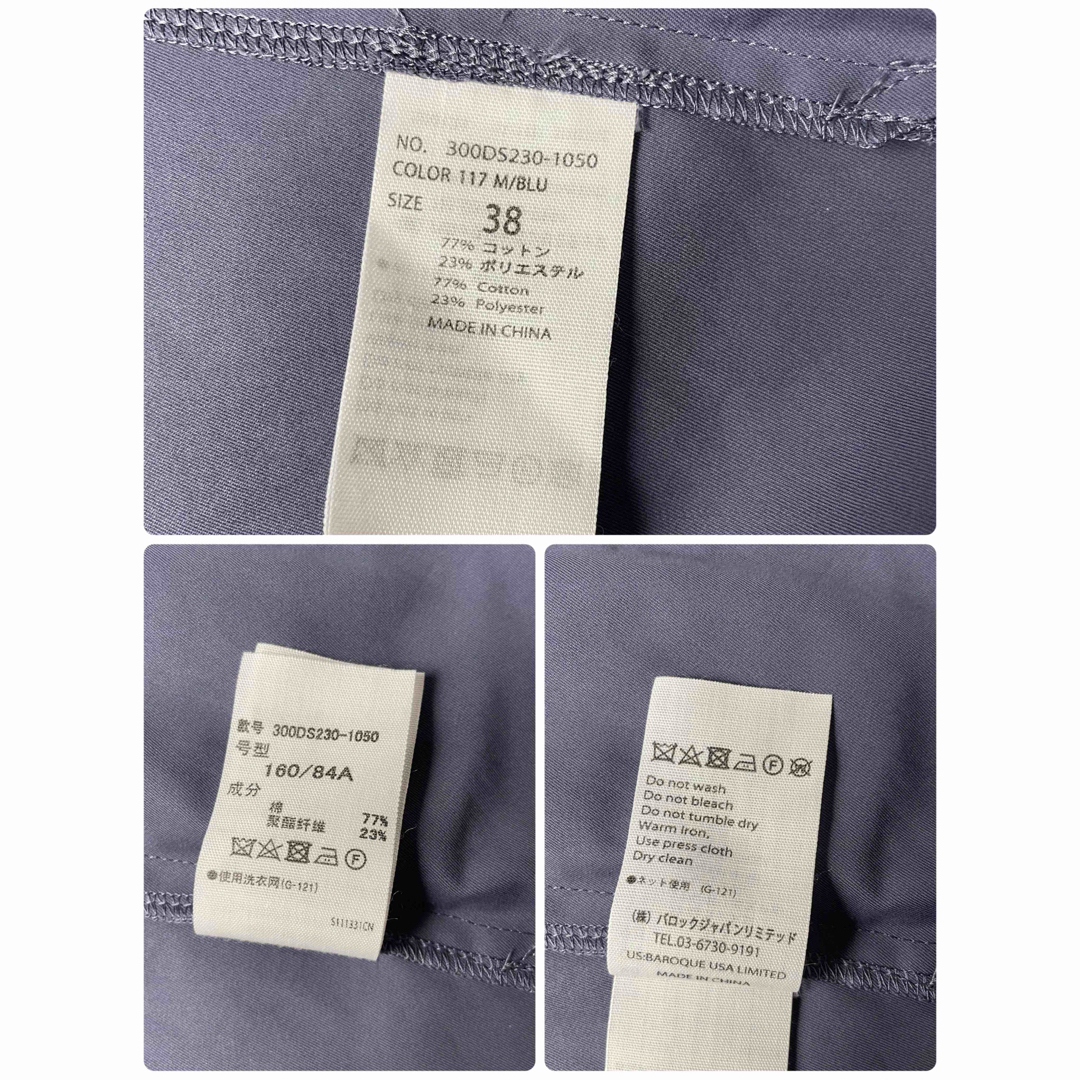 NO. 300DS230-1050
COLOR 117 M/BLU
SIZE 38
77% コットン
23% ポリエステル
77% Cotton
23% Polyester
MADE IN CHINA
款号 300DS230-1050
号型
160/84A
成分
棉 77%
聚酯纤维 23%
F
●使用洗衣网(G-121)
S111331CN
F
Do not wash
Do not bleach
Do not tumble dry
Warm iron,
Use press cloth
Dry clean
●ネット使用 (G-121)
(株) バロックジャパンリミテッド
TEL.03-6730-9191
US:BAROQUE USA LIMITED
MADE IN CHINA